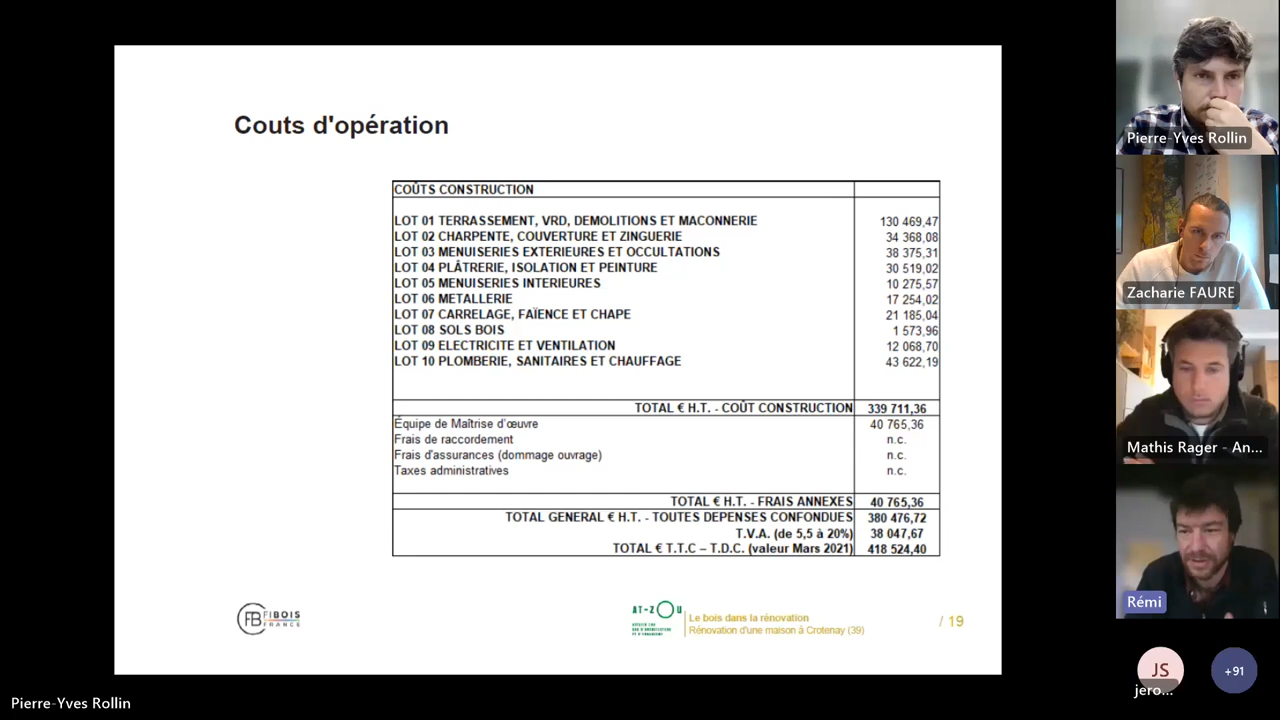 Couts d'opération
COÛTS CONSTRUCTION
LOT 01 TERRASSEMENT, VRD, DEMOLITIONS ET MACONNERIE 130 469,47
LOT 02 CHARPENTE, COUVERTURE ET ZINGUERIE 34 368,08
LOT 03 MENUISERIES EXTERIEURES ET OCCULTATIONS 38 375,31
LOT 04 PLÂTRERIE, ISOLATION ET PEINTURE 30 519,02
LOT 05 MENUISERIES INTERIEURES 10 275,57
LOT 06 METALLERIE 17 254,02
LOT 07 CARRELAGE, FAÏENCE ET CHAPE 21 185,04
LOT 08 SOLS BOIS 1 573,96
LOT 09 ELECTRICITE ET VENTILATION 12 068,70
LOT 10 PLOMBERIE, SANITAIRES ET CHAUFFAGE 43 622,19
TOTAL € H.T. - COÛT CONSTRUCTION 339 711,36
Équipe de Maîtrise d'œuvre 40 765,36
Frais de raccordement n.c.
Frais d'assurances (dommage ouvrage) n.c.
Taxes administratives n.c.
TOTAL € H.T. - FRAIS ANNEXES 40 765,36
TOTAL GENERAL € H.T. - TOUTES DEPENSES CONFONDUES 380 476,72
T.V.A. (de 5,5 à 20%) 38 047,67
TOTAL € T.T.C – T.D.C. (valeur Mars 2021) 418 524,40
FB FIBOIS
FRANCE
AT-ZOU
Le bois dans la rénovation
Rénovation d'une maison à Crotenay (39)
/ 19
Pierre-Yves Rollin
Zacharie FAURE
Mathis Rager - An...
Rémi
JS
jero...
+91
Pierre-Yves Rollin